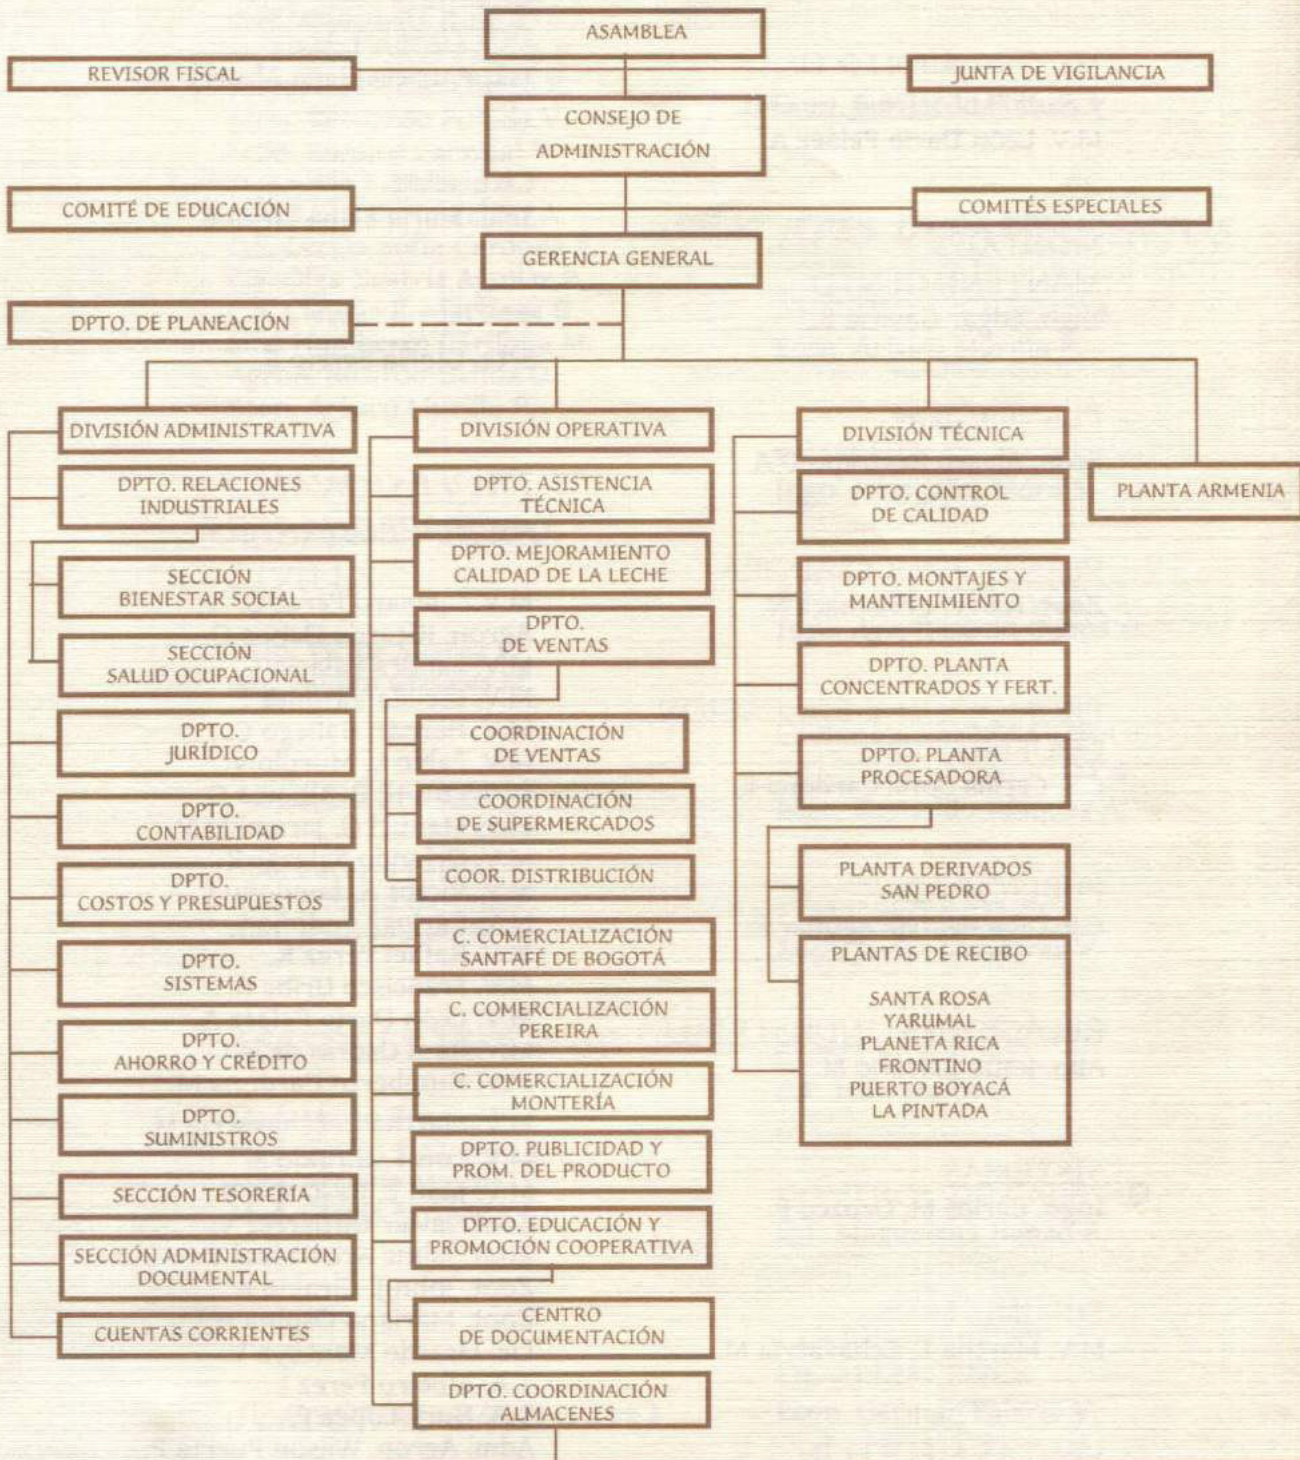 ASAMBLEA
REVISOR FISCAL
JUNTA DE VIGILANCIA
CONSEJO DE
ADMINISTRACIÓN
COMITÉ DE EDUCACIÓN
COMITÉS ESPECIALES
GERENCIA GENERAL
DPTO. DE PLANEACIÓN
DIVISIÓN ADMINISTRATIVA
DPTO. RELACIONES
INDUSTRIALES
SECCIÓN
BIENESTAR SOCIAL
SECCIÓN
SALUD OCUPACIONAL
DPTO.
JURÍDICO
DPTO.
CONTABILIDAD
DPTO.
COSTOS Y PRESUPUESTOS
DPTO.
SISTEMAS
DPTO.
AHORRO Y CRÉDITO
DPTO.
SUMINISTROS
SECCIÓN TESORERÍA
SECCIÓN ADMINISTRACIÓN
DOCUMENTAL
CUENTAS CORRIENTES
DIVISIÓN OPERATIVA
DPTO. ASISTENCIA
TÉCNICA
DPTO. MEJORAMIENTO
CALIDAD DE LA LECHE
DPTO.
DE VENTAS
COORDINACIÓN
DE VENTAS
COORDINACIÓN
DE SUPERMERCADOS
COOR. DISTRIBUCIÓN
C. COMERCIALIZACIÓN
SANTAFÉ DE BOGOTÁ
C. COMERCIALIZACIÓN
PEREIRA
C. COMERCIALIZACIÓN
MONTERÍA
DPTO. PUBLICIDAD Y
PROM. DEL PRODUCTO
DPTO. EDUCACIÓN Y
PROMOCIÓN COOPERATIVA
CENTRO
DE DOCUMENTACIÓN
DPTO. COORDINACIÓN
ALMACENES
DIVISIÓN TÉCNICA
DPTO. CONTROL
DE CALIDAD
DPTO. MONTAJES Y
MANTENIMIENTO
DPTO. PLANTA
CONCENTRADOS Y FERT.
DPTO. PLANTA
PROCESADORA
PLANTA DERIVADOS
SAN PEDRO
PLANTAS DE RECIBO
SANTA ROSA
YARUMAL
PLANETA RICA
FRONTINO
PUERTO BOYACÁ
LA PINTADA
PLANTA ARMENIA